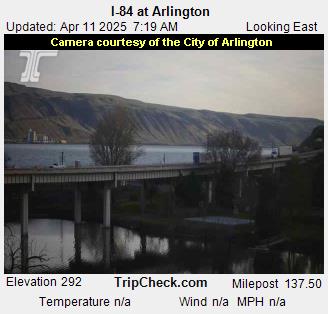 I-84 at Arlington
Updated: Apr 11 2025 7:19 AM Looking East
Camera courtesy of the City of Arlington
Elevation 292 TripCheck.com Milepost 137.50
Temperature n/a Wind n/a MPH n/a